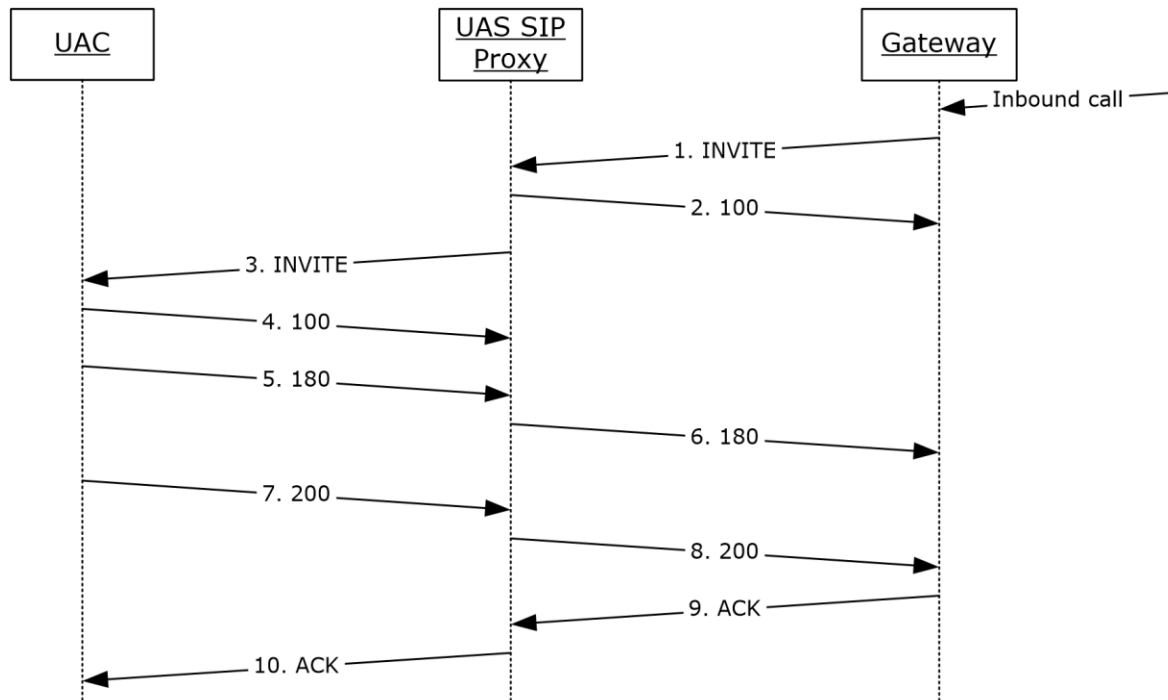 UAC
UAS SIP
Proxy
Gateway
Inbound call
1. INVITE
2. 100
3. INVITE
4. 100
5. 180
6. 180
7. 200
8. 200
9. ACK
10. ACK